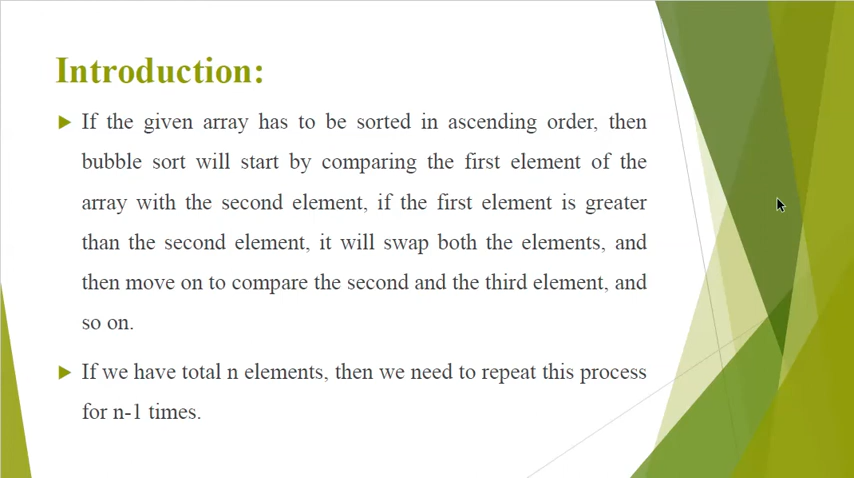 Introduction:
If the given array has to be sorted in ascending order, then
bubble sort will start by comparing the first element of the
array with the second element, if the first element is greater
than the second element, it will swap both the elements, and
then move on to compare the second and the third element, and
so on.
If we have total n elements, then we need to repeat this process
for n-1 times.